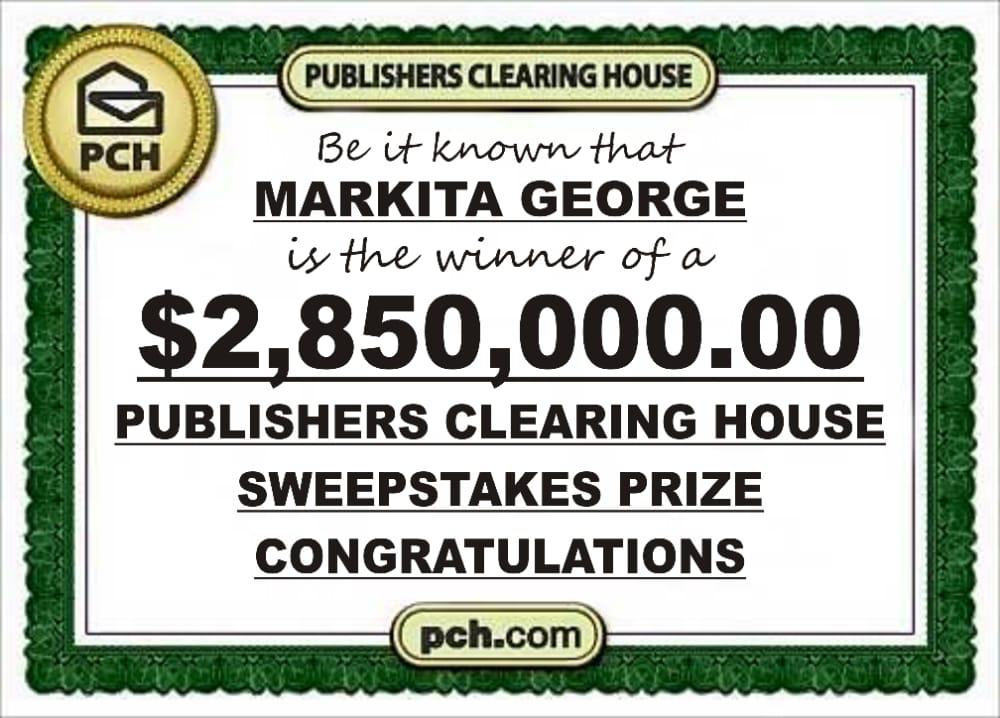 PUBLISHERS CLEARING HOUSE
PCH
Be it known that
MARKITA GEORGE
is the winner of a
$2,850,000.00
PUBLISHERS CLEARING HOUSE
SWEEPSTAKES PRIZE
CONGRATULATIONS
pch.com